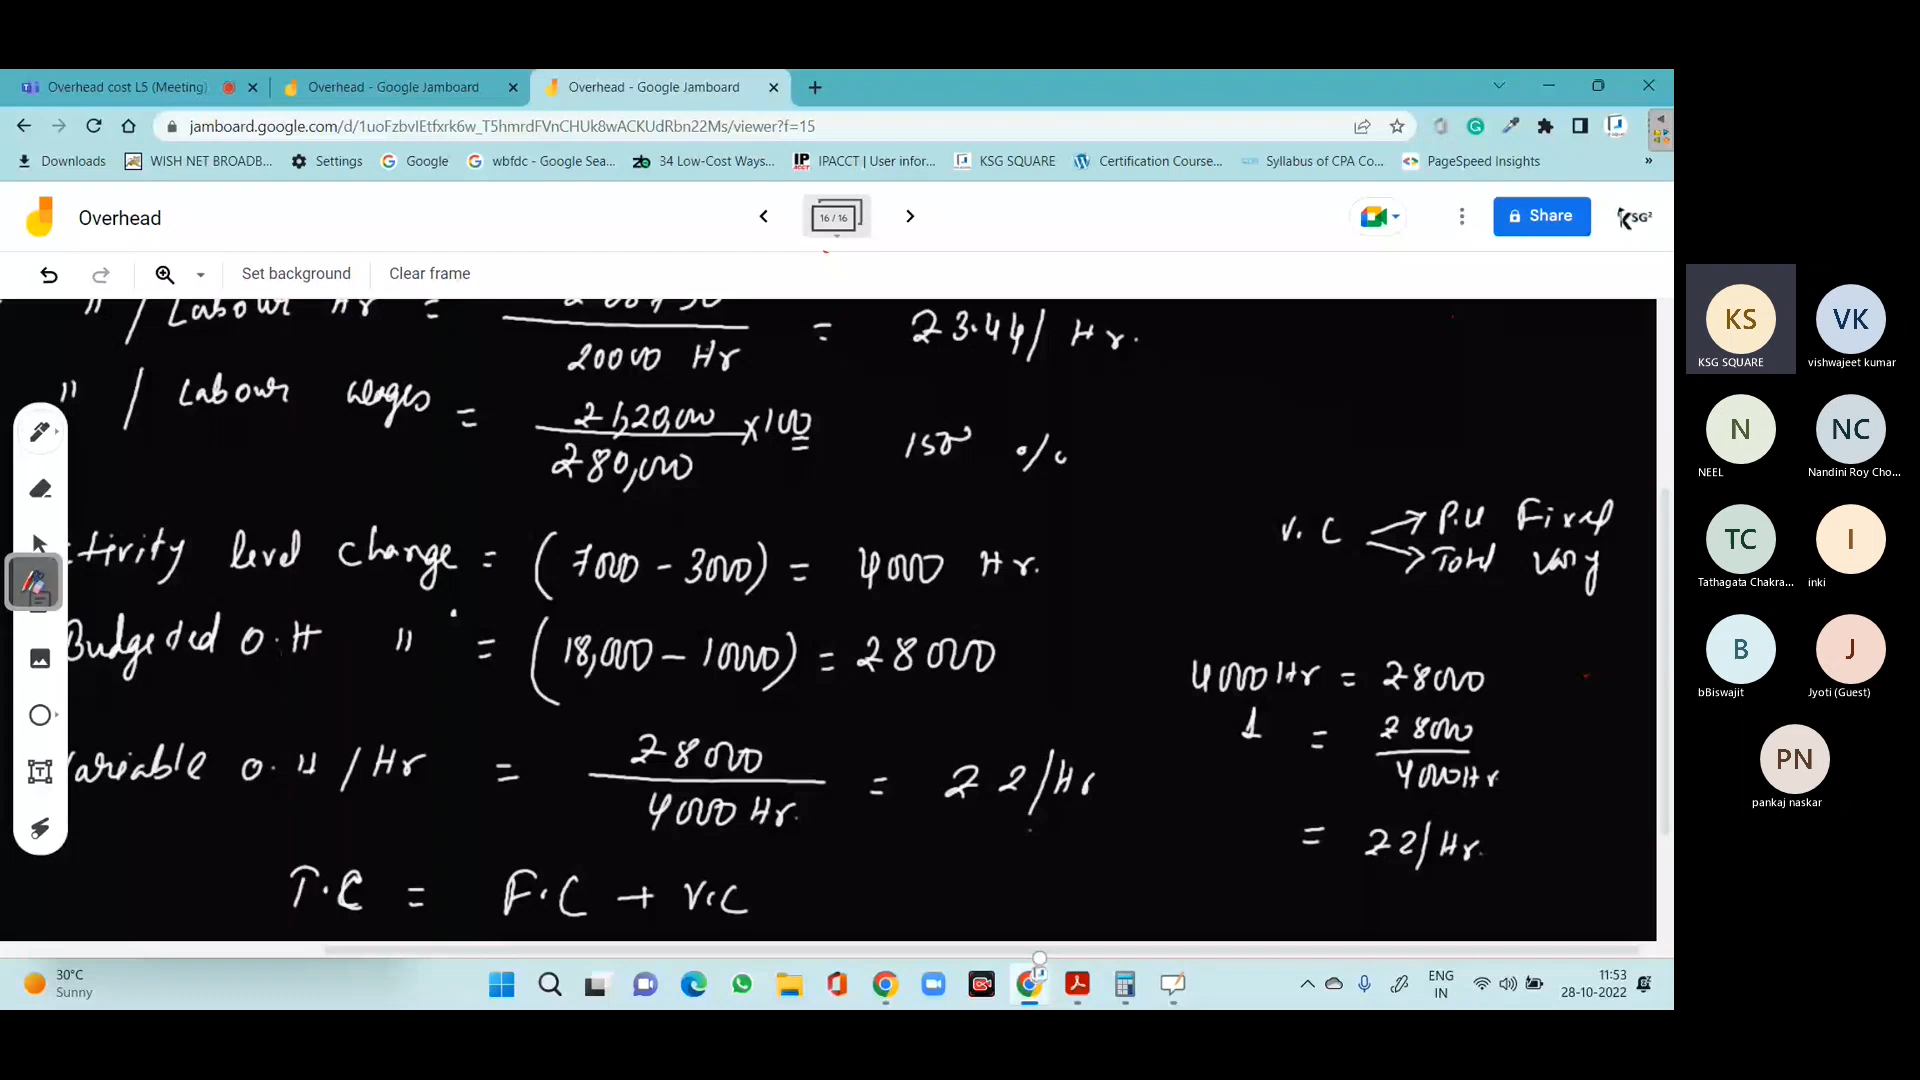 Overhead cost L5 (Meeting)
Overhead - Google Jamboard
Overhead - Google Jamboard
jamboard.google.com/d/1uoFzbvIEtfxrk6w_T5hmrdFVnCHUk8wACKUdRbn22Ms/viewer?f=15
Downloads WISH NET BROADB... Settings Google wbfdc - Google Sea... 34 Low-Cost Ways... IPACCT | User infor... KSG SQUARE Certification Course... Syllabus of CPA Co... PageSpeed Insights »
Overhead
16 / 16
Share
KSG²
Set background Clear frame
" / Labour Hr =
20000 Hr
= 23.44/ Hr.
" / Labour wages = 2,20,000 ×100
280,000
150 %
tivity level change = (7000 - 3000) = 4000 Hr.
V.C → P.U Fixed
→ Total Vary
Budgeted O.H " = (18,000 - 1000) = 28000
4000 Hr = 28000
1 = 28000
4000Hr
= 22/Hr.
Variable O.H /Hr = 28000
4000 Hr.
= 22/Hr
T.C = F.C + V.C
KS
KSG SQUARE
VK
vishwajeet kumar
N
NEEL
NC
Nandini Roy Cho...
TC
Tathagata Chakra...
I
inki
B
bBiswajit
J
Jyoti (Guest)
PN
pankaj naskar
30°C
Sunny
ENG
IN
11:53
28-10-2022